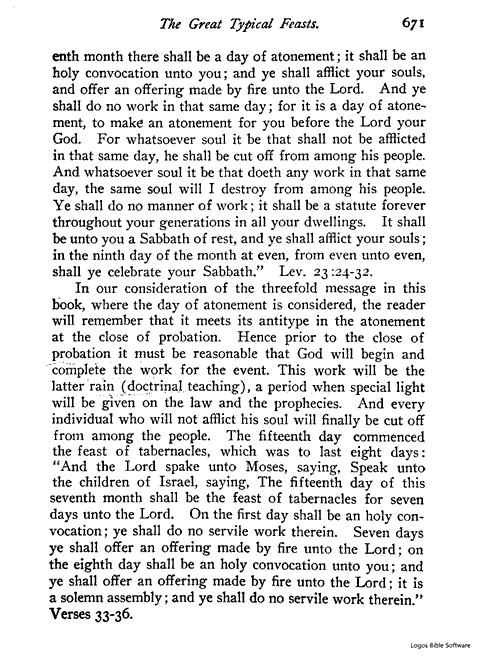 The Great Typical Feasts. 671
enth month there shall be a day of atonement; it shall be an
holy convocation unto you; and ye shall afflict your souls,
and offer an offering made by fire unto the Lord. And ye
shall do no work in that same day; for it is a day of atone-
ment, to make an atonement for you before the Lord your
God. For whatsoever soul it be that shall not be afflicted
in that same day, he shall be cut off from among his people.
And whatsoever soul it be that doeth any work in that same
day, the same soul will I destroy from among his people.
Ye shall do no manner of work; it shall be a statute forever
throughout your generations in all your dwellings. It shall
be unto you a Sabbath of rest, and ye shall afflict your souls;
in the ninth day of the month at even, from even unto even,
shall ye celebrate your Sabbath." Lev. 23:24-32.
In our consideration of the threefold message in this
book, where the day of atonement is considered, the reader
will remember that it meets its antitype in the atonement
at the close of probation. Hence prior to the close of
probation it must be reasonable that God will begin and
complete the work for the event. This work will be the
latter rain (doctrinal teaching), a period when special light
will be given on the law and the prophecies. And every
individual who will not afflict his soul will finally be cut off
from among the people. The fifteenth day commenced
the feast of tabernacles, which was to last eight days:
"And the Lord spake unto Moses, saying, Speak unto
the children of Israel, saying, The fifteenth day of this
seventh month shall be the feast of tabernacles for seven
days unto the Lord. On the first day shall be an holy con-
vocation; ye shall do no servile work therein. Seven days
ye shall offer an offering made by fire unto the Lord; on
the eighth day shall be an holy convocation unto you; and
ye shall offer an offering made by fire unto the Lord; it is
a solemn assembly; and ye shall do no servile work therein."
Verses 33-36.
Logos Bible Software